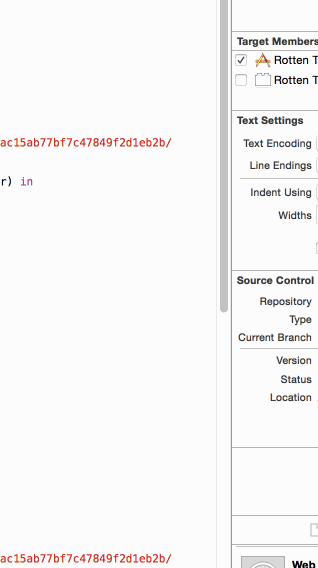 Target Members
Rotten T
Rotten T
Text Settings
ac15ab77bf7c47849f2d1eb2b/
Text Encoding
Line Endings
r) in
Indent Using
Widths
Source Control
Repository
Type
Current Branch
Version
Status
Location
ac15ab77bf7c47849f2d1eb2b/
Web